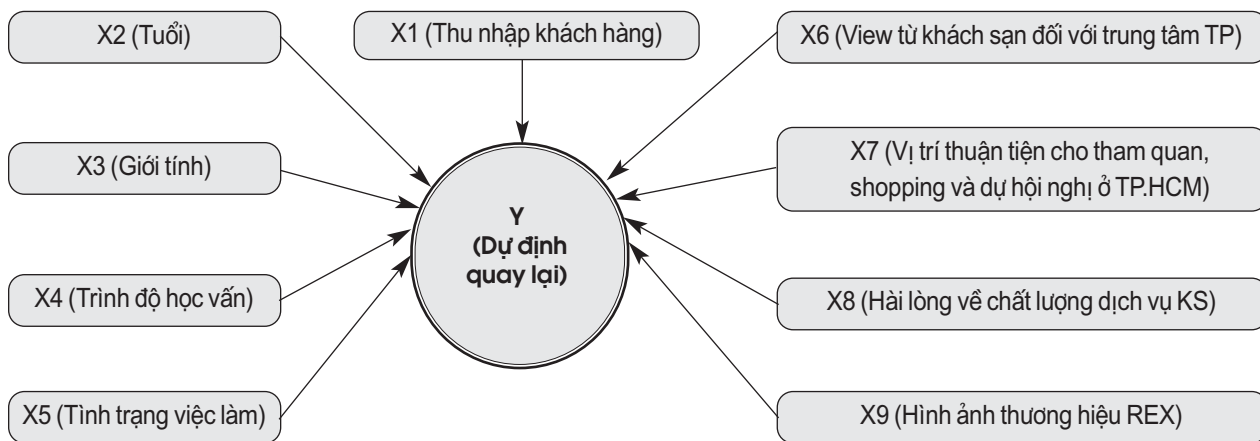 X2 (Tuổi)
X1 (Thu nhập khách hàng)
X6 (View từ khách sạn đối với trung tâm TP)
X3 (Giới tính)
X7 (Vị trí thuận tiện cho tham quan,
shopping và dự hội nghị ở TP.HCM)
Y
(Dự định
quay lại)
X4 (Trình độ học vấn)
X8 (Hài lòng về chất lượng dịch vụ KS)
X5 (Tình trạng việc làm)
X9 (Hình ảnh thương hiệu REX)